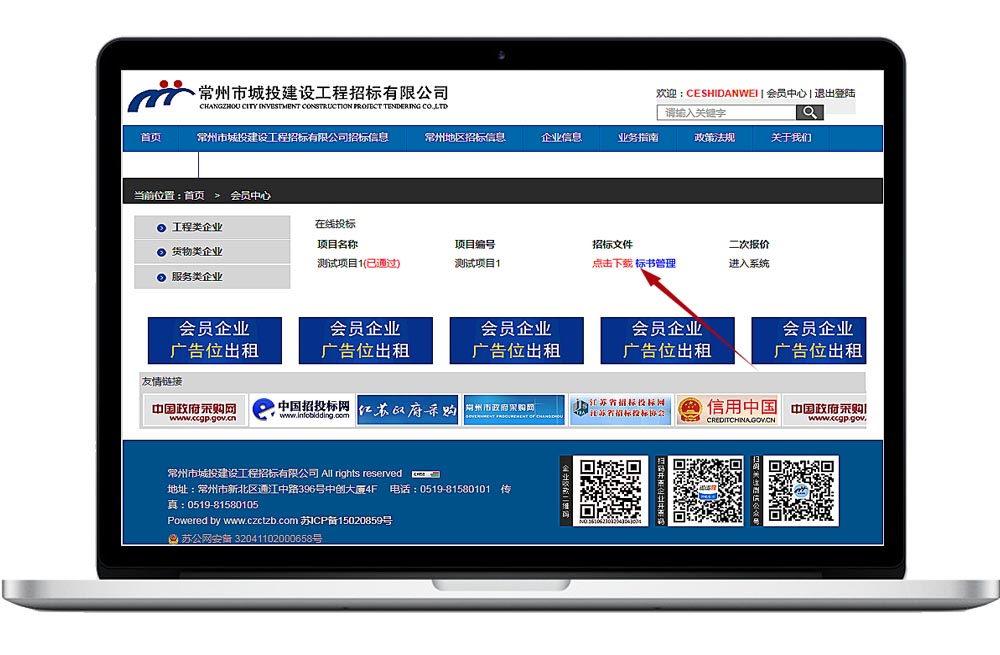 常州市城投建设工程招标有限公司
CHANGZHOU CITY INVESTMENT CONSTRUCTION PROJECT TENDERING CO.,LTD
欢迎：CESHIDANWEI | 会员中心 | 退出登陆
请输入关键字
首页 常州市城投建设工程招标有限公司招标信息 常州地区招标信息 企业信息 业务指南 政策法规 关于我们
当前位置：首页 > 会员中心
工程类企业
货物类企业
服务类企业
在线投标
项目名称 项目编号 招标文件 二次报价
测试项目1(已通过) 测试项目1 点击下载 标书管理 进入系统
会员企业 会员企业 会员企业 会员企业 会员企业
广告位出租 广告位出租 广告位出租 广告位出租 广告位出租
友情链接
中国政府采购网 中国招投标网 江苏政府采购 常州市政府采购网 江苏省招标投标网 信用中国 中国政府采购
www.ccgp.gov.cn www.infobidding.com GOVERNMENT PROCUREMENT OF CHANGZHOU 江苏省招标投标协会 CREDITCHINA.GOV.CN www.ccgp.gov.
常州市城投建设工程招标有限公司 All rights reserved
地址：常州市新北区通江中路396号中创大厦4F 电话：0519-81580101 传
真：0519-81580105
Powered by www.czctzb.com 苏ICP备15020859号
苏公网安备 32041102000658号
企业收款二维码
扫码开票企业开票码
扫码关注微信公众号